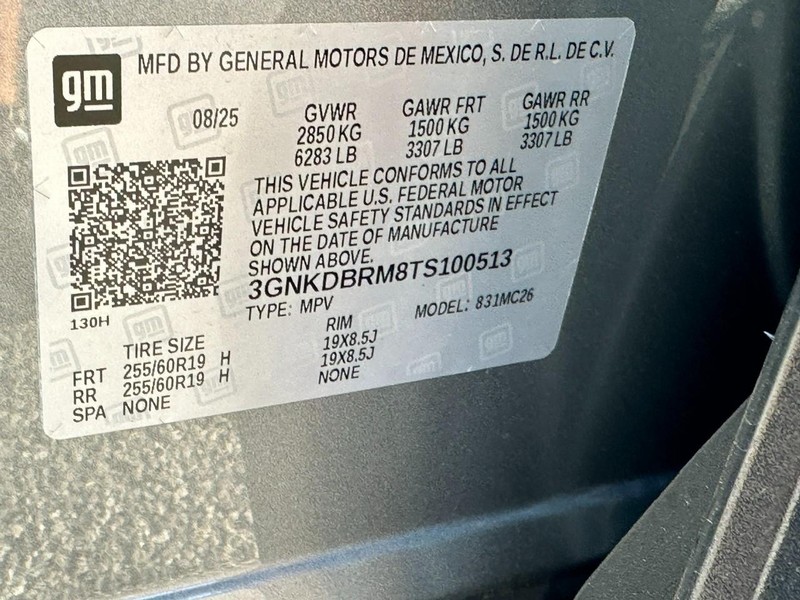 gm
MFD BY GENERAL MOTORS DE MEXICO, S. DE R.L. DE C.V.
08/25 GVWR GAWR FRT GAWR RR
2850 KG 1500 KG 1500 KG
6283 LB 3307 LB 3307 LB
THIS VEHICLE CONFORMS TO ALL
APPLICABLE U.S. FEDERAL MOTOR
VEHICLE SAFETY STANDARDS IN EFFECT
ON THE DATE OF MANUFACTURE
SHOWN ABOVE.
3GNKDBRM8TS100513
TYPE: MPV MODEL: 831MC26
130H
TIRE SIZE RIM
FRT 255/60R19 H 19X8.5J
RR 255/60R19 H 19X8.5J
SPA NONE NONE